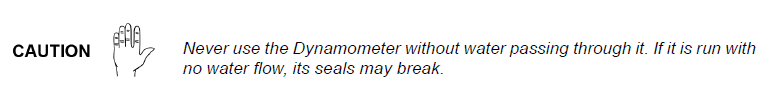 CAUTION
Never use the Dynamometer without water passing through it. If it is run with
no water flow, its seals may break.